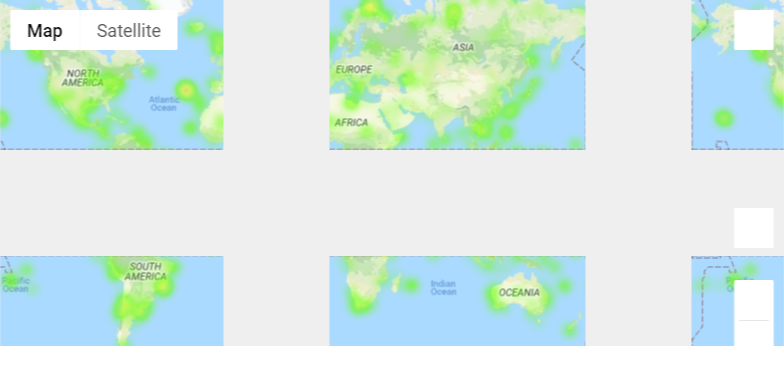 Map Satellite
NORTH
AMERICA
Atlantic
Ocean
EUROPE
ASIA
AFRICA
Pacific
Ocean
SOUTH
AMERICA
Indian
Ocean
OCEANIA